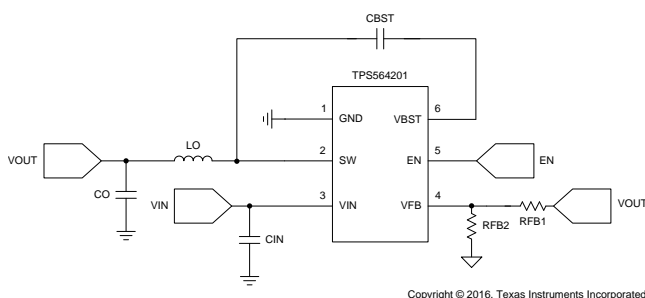 CBST
TPS564201
1 GND VBST 6
LO
VOUT 2 SW EN 5 EN
CO
VIN 3 VIN VFB 4 VOUT
RFB2 RFB1
CIN
Copyright © 2016, Texas Instruments Incorporated